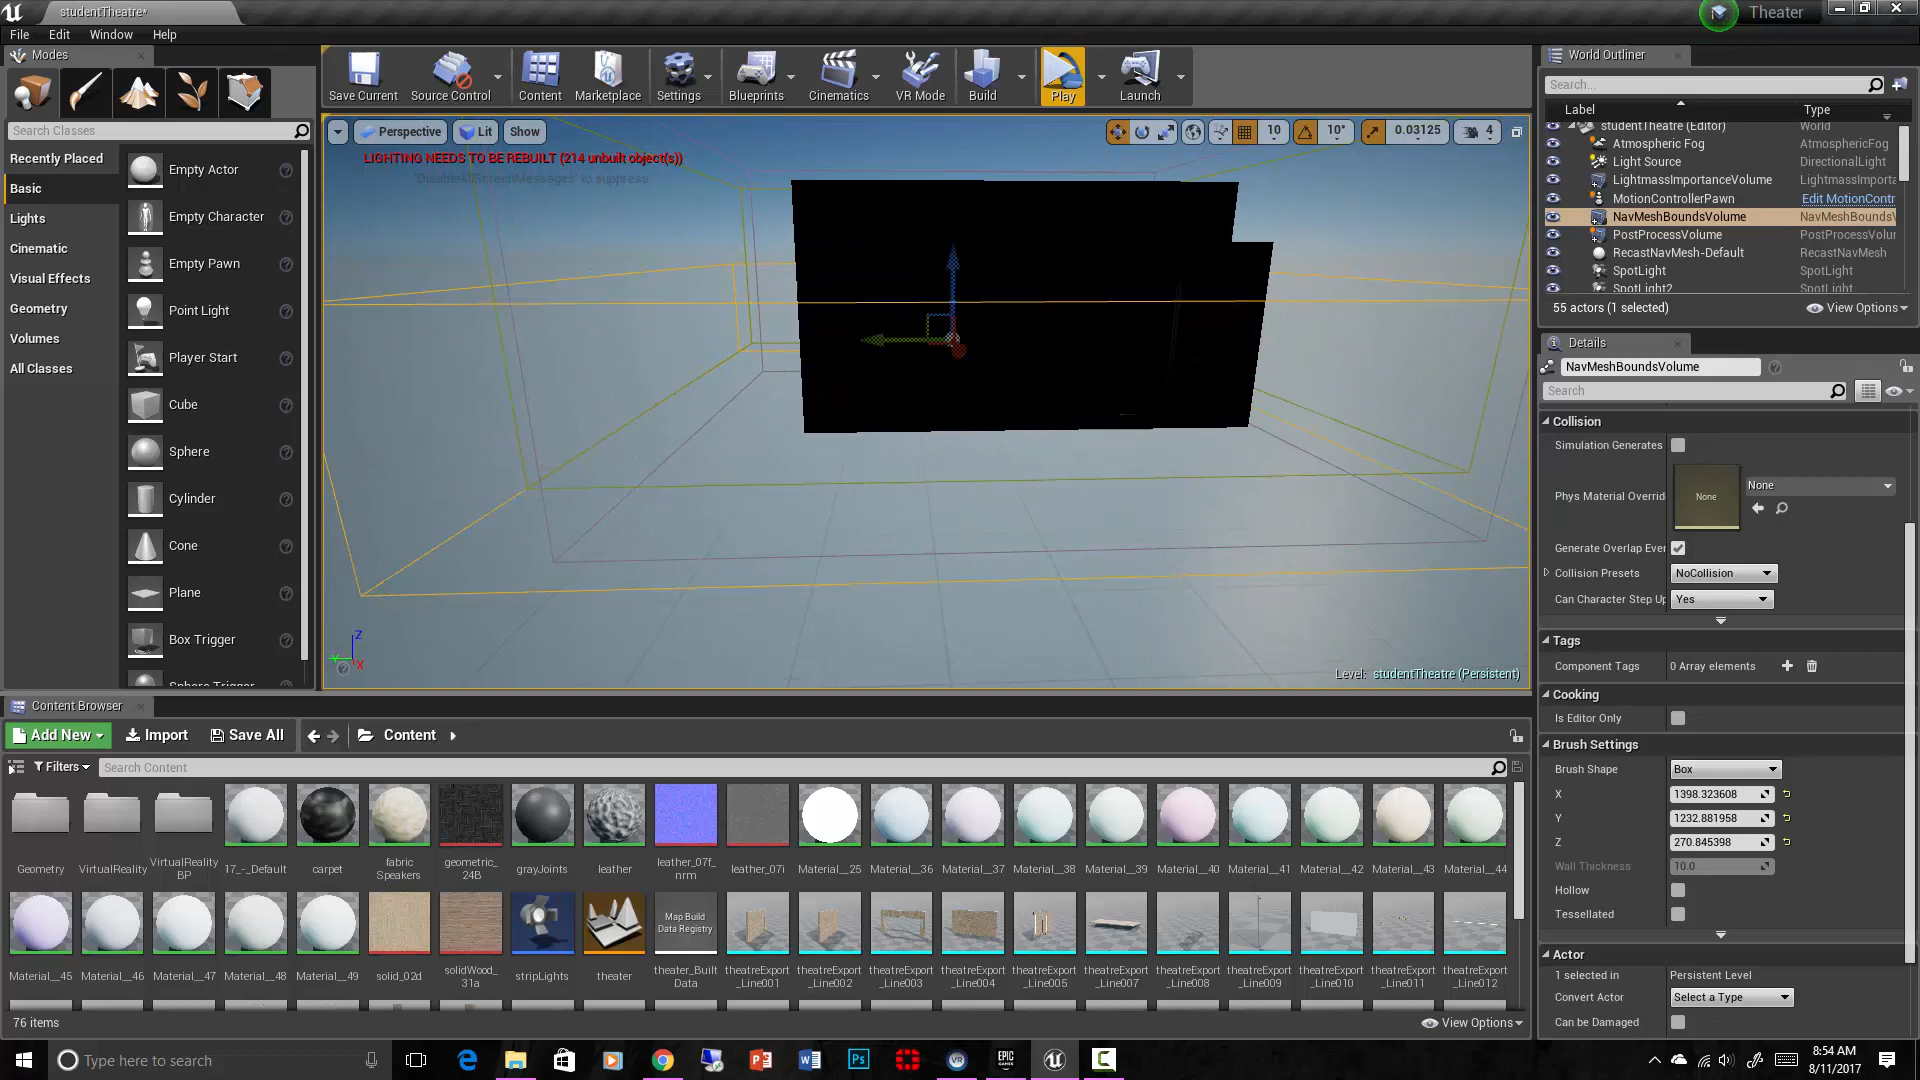 studentTheatre*
Theater
File Edit Window Help
Modes
World Outliner
Save Current Source Control Content Marketplace Settings Blueprints Cinematics VR Mode Build Play Launch
Search...
Label Type
Search Classes
Perspective Lit Show
10 10° 0.03125 4
LIGHTING NEEDS TO BE REBUILT (214 unbuilt object(s))
'DisableAllScreenMessages' to suppress
Recently Placed
Basic
Lights
Cinematic
Visual Effects
Geometry
Volumes
All Classes
Empty Actor
Empty Character
Empty Pawn
Point Light
Player Start
Cube
Sphere
Cylinder
Cone
Plane
Box Trigger
Sphere Trigger
Z
Y
X
Level: studentTheatre (Persistent)
studentTheatre (Editor) World
Atmospheric Fog AtmosphericFog
Light Source DirectionalLight
LightmassImportanceVolume LightmassImporta
MotionControllerPawn Edit MotionContr
NavMeshBoundsVolume NavMeshBoundsV
PostProcessVolume PostProcessVolur
RecastNavMesh-Default RecastNavMesh
SpotLight SpotLight
SpotLight2 SpotLight
55 actors (1 selected) View Options
Details
NavMeshBoundsVolume
Search
Collision
Simulation Generates
Phys Material Overrid None None
Generate Overlap Ever
Collision Presets NoCollision
Can Character Step Up Yes
Tags
Component Tags 0 Array elements
Cooking
Is Editor Only
Brush Settings
Brush Shape Box
X 1398.323608
Y 1232.881958
Z 270.845398
Wall Thickness 10.0
Hollow
Tessellated
Actor
1 selected in Persistent Level
Convert Actor Select a Type
Can be Damaged
Content Browser
Add New Import Save All Content
Filters Search Content
Geometry VirtualReality VirtualReality BP 17_-_Default carpet fabric Speakers geometric_ 24B grayJoints leather leather_07f_ nrm leather_07i Material__25 Material__36 Material__37 Material__38 Material__39 Material__40 Material__41 Material__42 Material__43 Material__44
Map Build
Data Registry
Material__45 Material__46 Material__47 Material__48 Material__49 solid_02d solidWood_ 31a stripLights theater theater_Built Data theatreExport _Line001 theatreExport _Line002 theatreExport _Line003 theatreExport _Line004 theatreExport _Line005 theatreExport _Line007 theatreExport _Line008 theatreExport _Line009 theatreExport _Line010 theatreExport _Line011 theatreExport _Line012
76 items View Options
Type here to search
EPIC GAMES
8:54 AM
8/11/2017